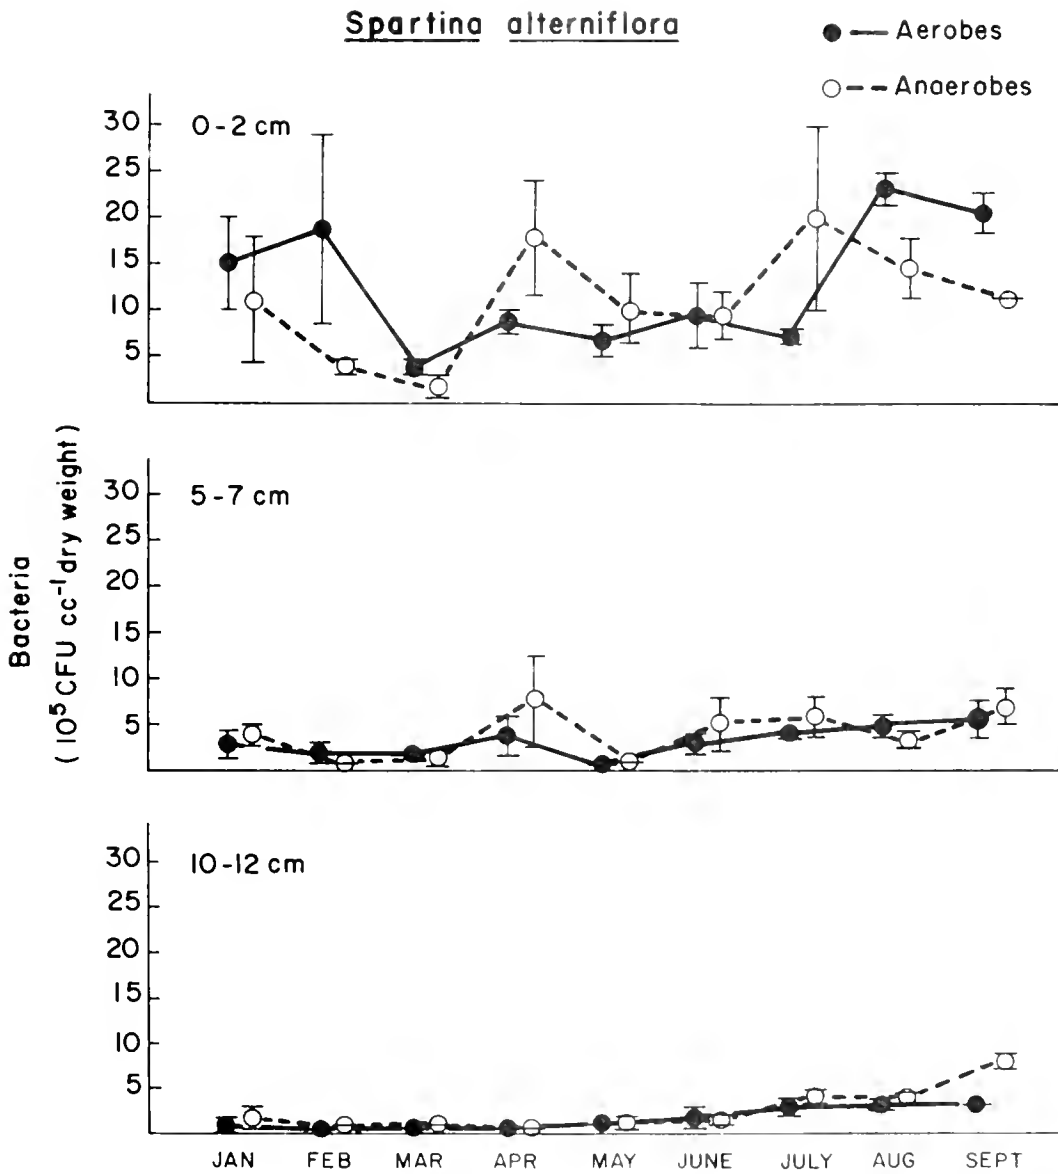 Spartina alterniflora
Aerobes
Anaerobes
0-2 cm
30
25
20
15
10
5
Bacteria
(10⁵ CFU cc⁻¹ dry weight)
5-7 cm
30
25
20
15
10
5
10-12 cm
30
25
20
15
10
5
JAN FEB MAR APR MAY JUNE JULY AUG SEPT